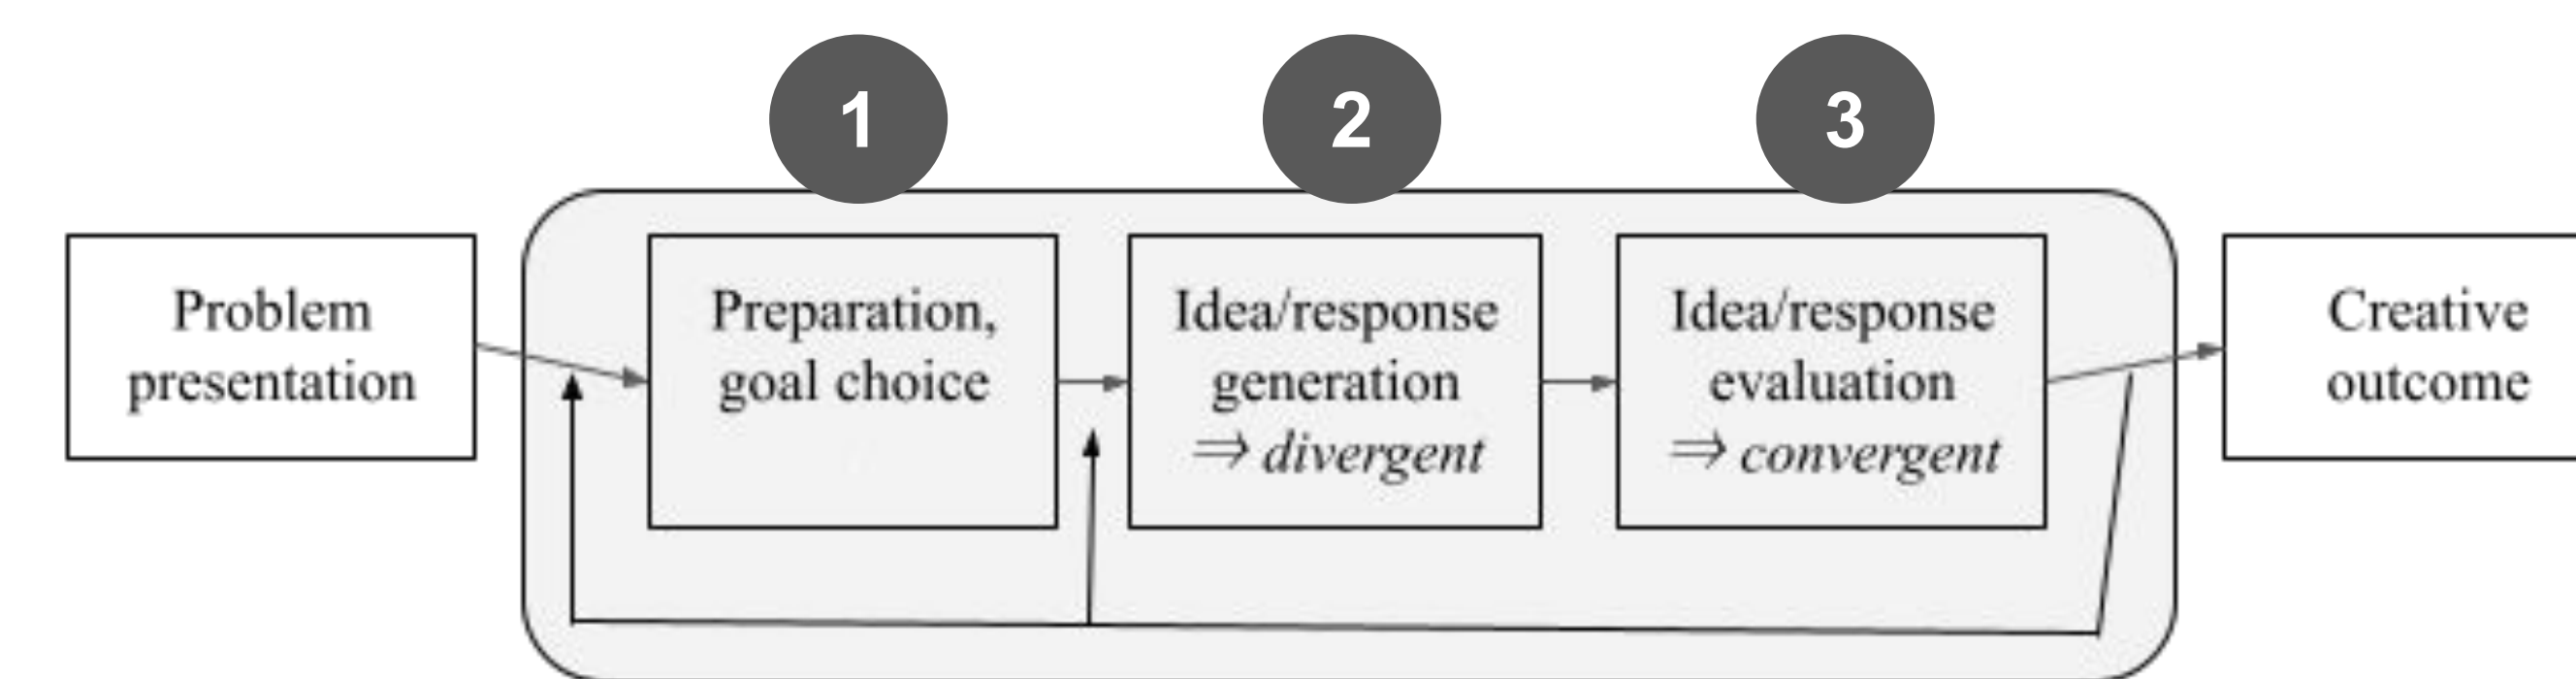 1
2
3
Problem
presentation
Preparation,
goal choice
Idea/response
generation
⇒ divergent
Idea/response
evaluation
⇒ convergent
Creative
outcome